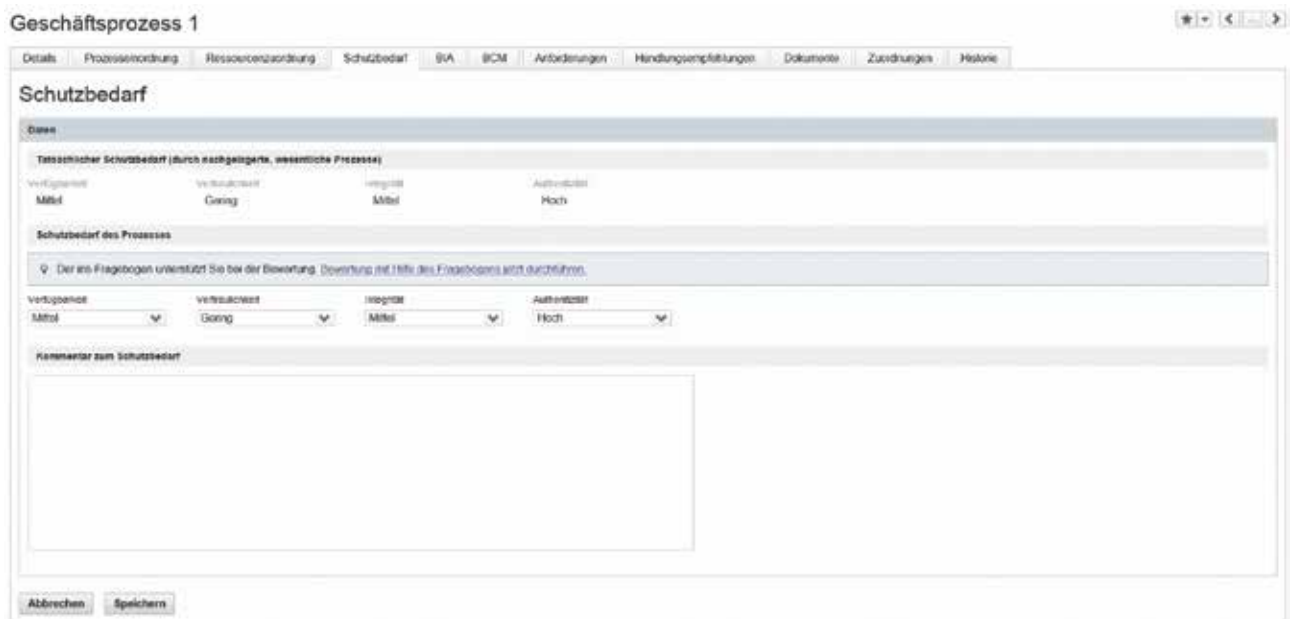 Geschäftsprozess 1
Details Prozesseinordnung Ressourcenzuordnung Schutzbedarf BIA BCM Anforderungen Handlungsempfehlungen Dokumente Zuordnungen Historie
Schutzbedarf
Daten
Tatsächlicher Schutzbedarf (durch nachgelagerte, wesentliche Prozesse)
Verfügbarkeit Vertraulichkeit Integrität Authentizität
Mittel Gering Mittel Hoch
Schutzbedarf des Prozesses
Der Fragebogen unterstützt Sie bei der Bewertung. Bewertung mit Hilfe des Fragebogens jetzt durchführen.
Verfügbarkeit Vertraulichkeit Integrität Authentizität
Mittel Gering Mittel Hoch
Kommentar zum Schutzbedarf
Abbrechen Speichern